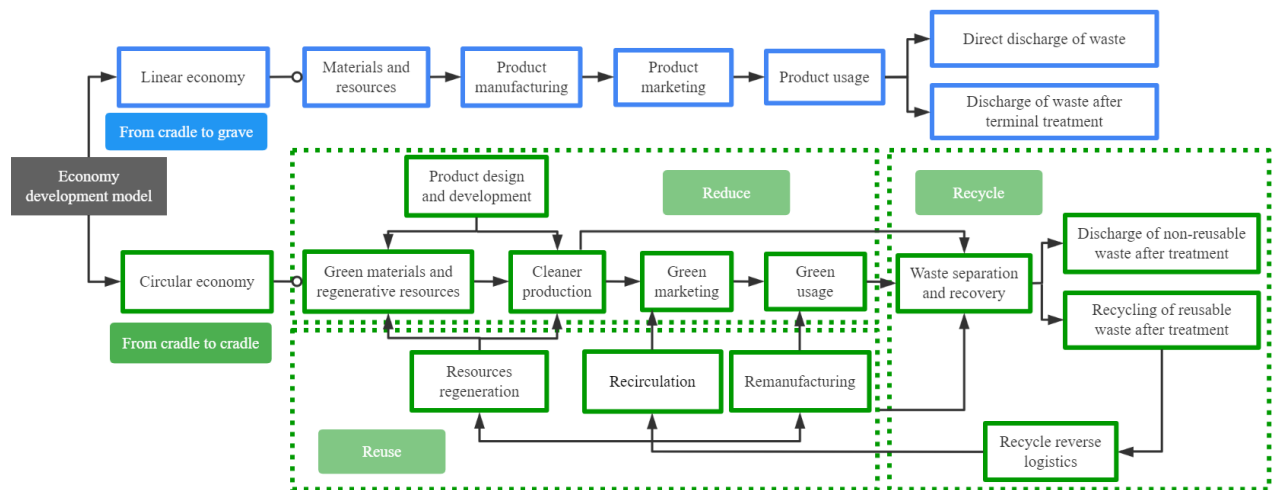 Linear economy
Materials and
resources
Product
manufacturing
Product
marketing
Product usage
Direct discharge of waste
Discharge of waste after
terminal treatment
From cradle to grave
Economy
development model
Product design
and development
Reduce
Recycle
Circular economy
Green materials and
regenerative resources
Cleaner
production
Green
marketing
Green
usage
Waste separation
and recovery
Discharge of non-reusable
waste after treatment
Recycling of reusable
waste after treatment
From cradle to cradle
Resources
regeneration
Recirculation
Remanufacturing
Reuse
Recycle reverse
logistics